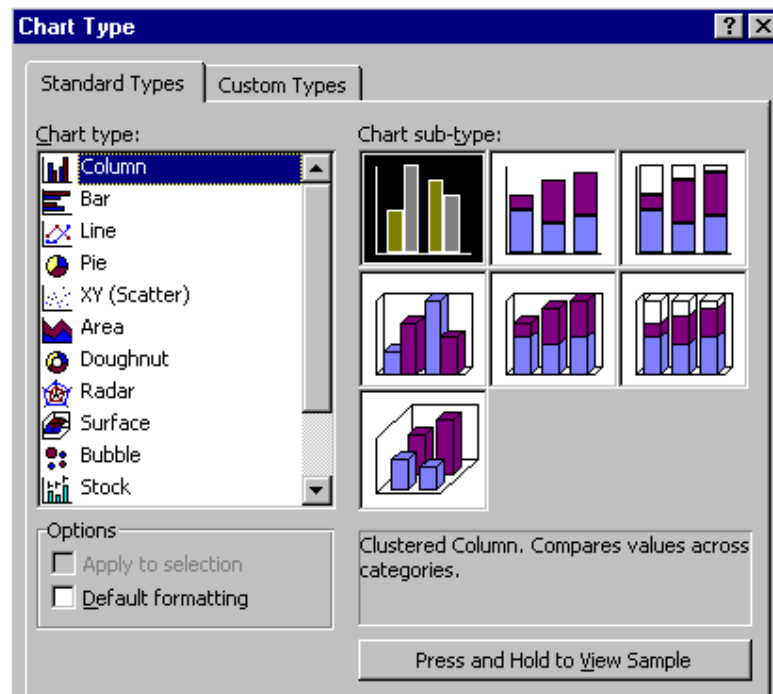 Chart Type
Standard Types
Custom Types
Chart type:
Column
Bar
Line
Pie
XY (Scatter)
Area
Doughnut
Radar
Surface
Bubble
Stock
Chart sub-type:
Options
Apply to selection
Default formatting
Clustered Column. Compares values across
categories.
Press and Hold to View Sample